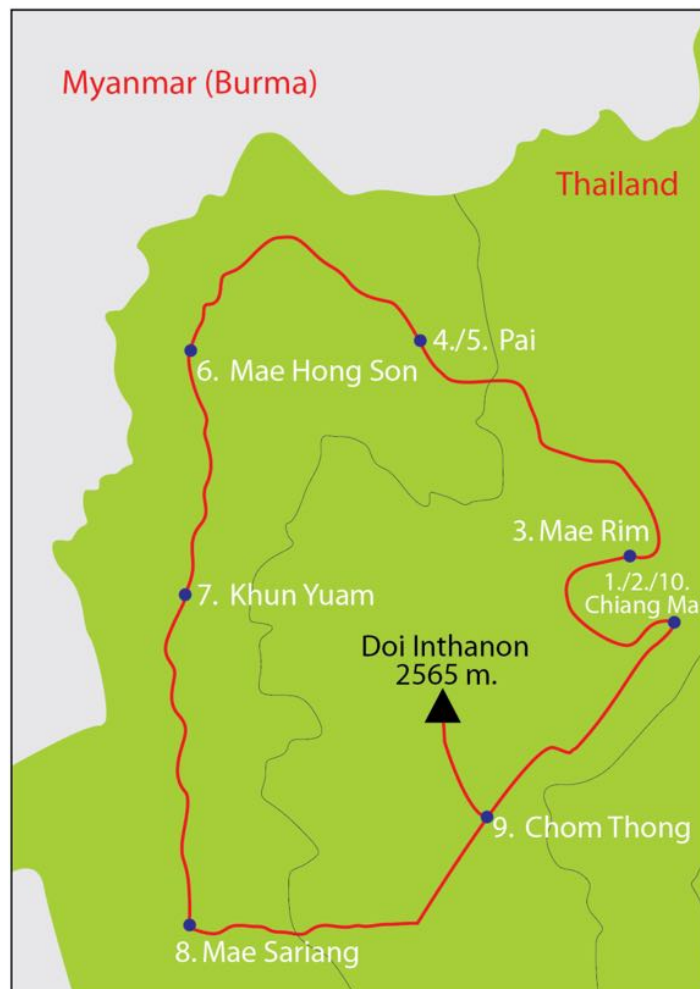 Myanmar (Burma)
Thailand
4./5. Pai
6. Mae Hong Son
3. Mae Rim
1./2./10.
Chiang Ma
7. Khun Yuam
Doi Inthanon
2565 m.
9. Chom Thong
8. Mae Sariang